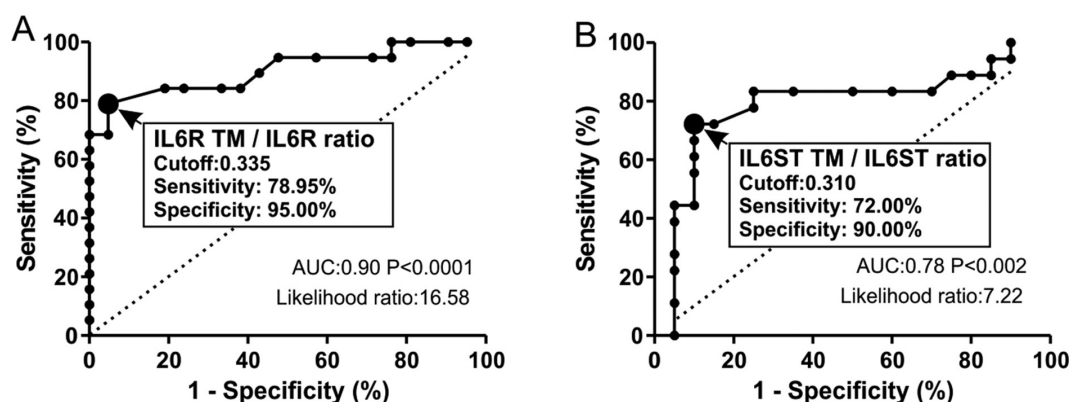 A
100
80
60
40
20
0
Sensitivity (%)
IL6R TM / IL6R ratio
Cutoff:0.335
Sensitivity: 78.95%
Specificity: 95.00%
AUC:0.90 P<0.0001
Likelihood ratio:16.58
0 20 40 60 80 100
1 - Specificity (%)
B
100
80
60
40
20
0
Sensitivity (%)
IL6ST TM / IL6ST ratio
Cutoff:0.310
Sensitivity: 72.00%
Specificity: 90.00%
AUC:0.78 P<0.002
Likelihood ratio:7.22
0 20 40 60 80 100
1 - Specificity (%)